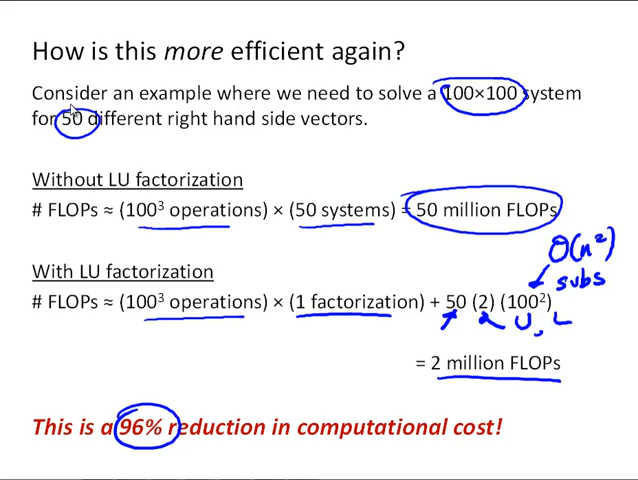 How is this more efficient again?
Consider an example where we need to solve a 100×100 system
for 50 different right hand side vectors.
Without LU factorization
# FLOPs ≈ (100³ operations) × (50 systems) = 50 million FLOPs
O(n²)
With LU factorization
subs
# FLOPs ≈ (100³ operations) × (1 factorization) + 50 (2) (100²)
U, L
= 2 million FLOPs
This is a 96% reduction in computational cost!